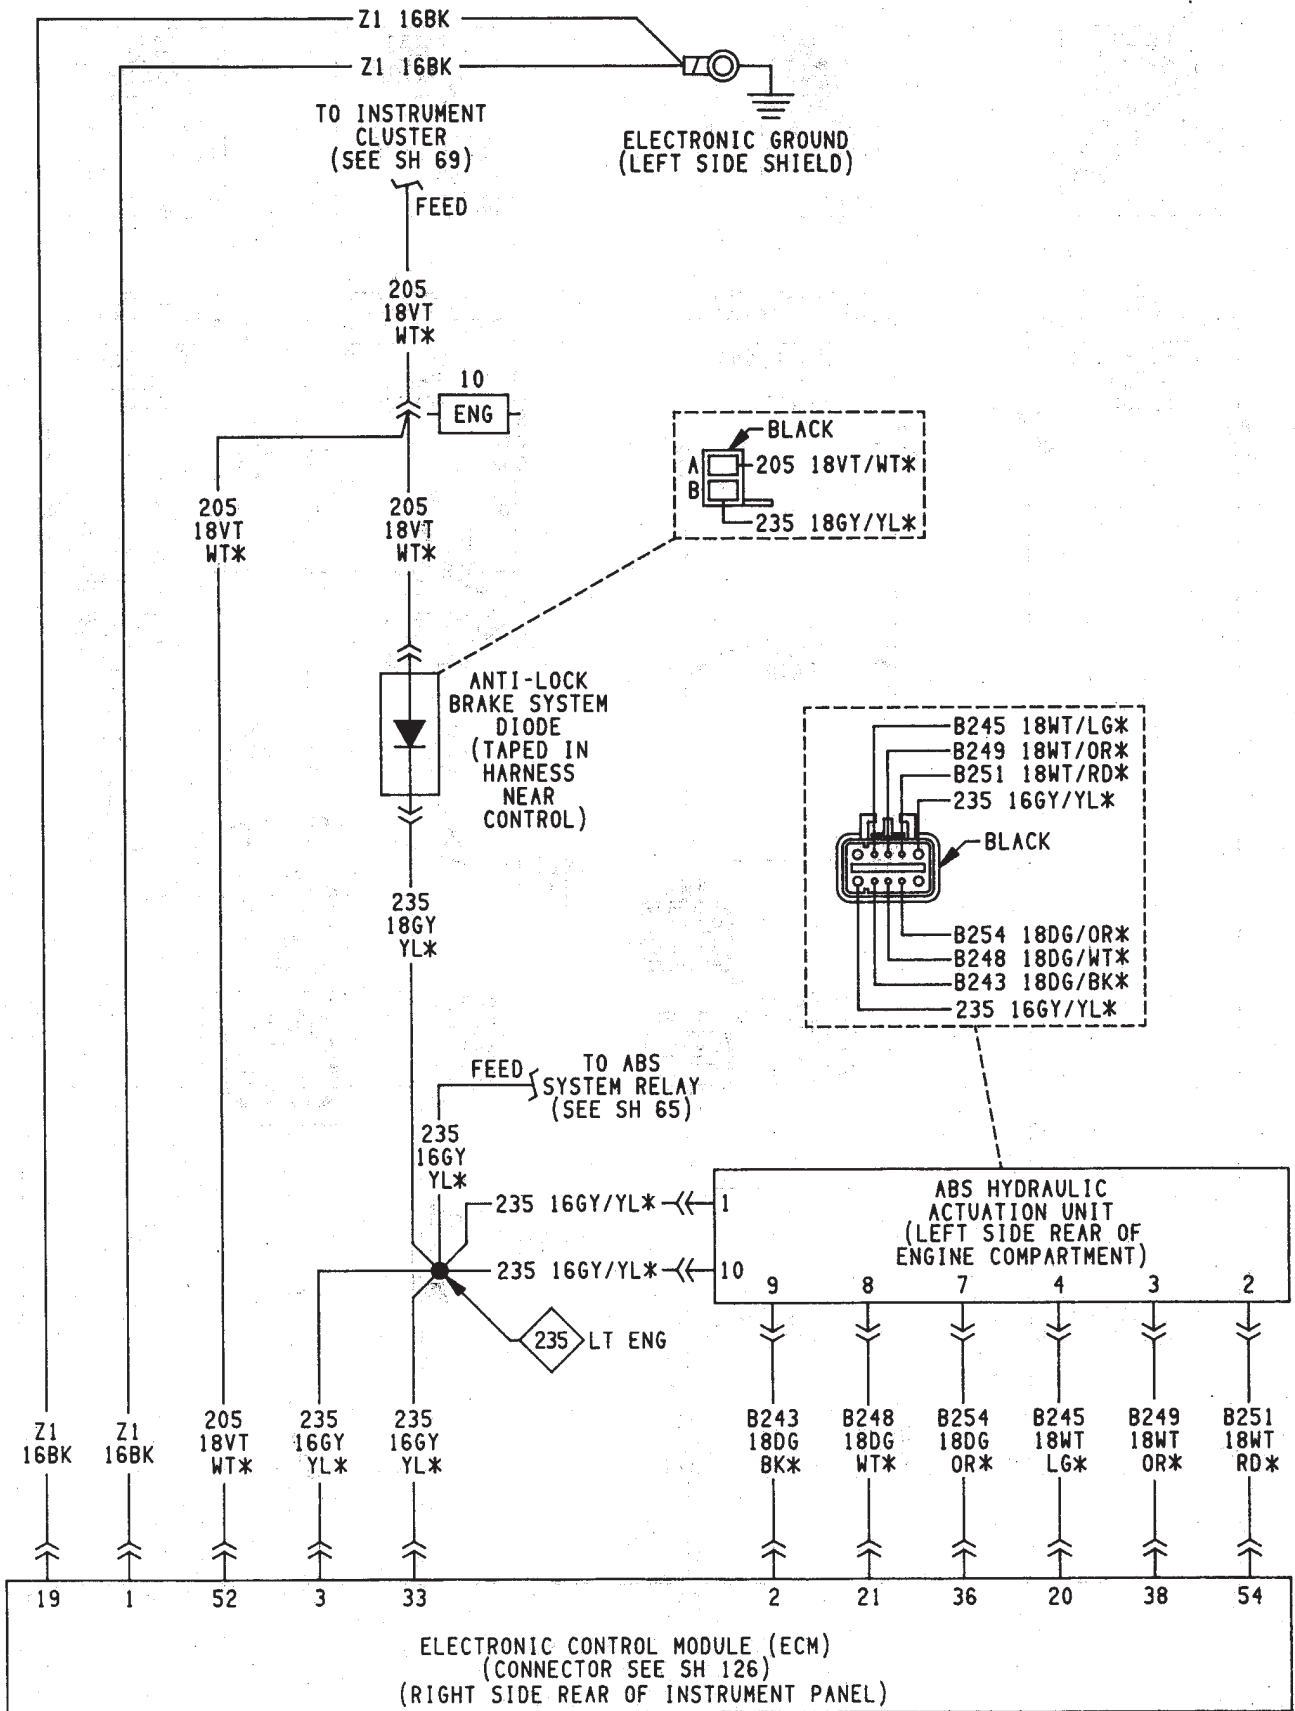 Z1 16BK
Z1 16BK
TO INSTRUMENT
CLUSTER
(SEE SH 69)
FEED
ELECTRONIC GROUND
(LEFT SIDE SHIELD)
205
18VT
WT*
10
ENG
205
18VT
WT*
205
18VT
WT*
BLACK
A
205 18VT/WT*
B
235 18GY/YL*
ANTI-LOCK
BRAKE SYSTEM
DIODE
(TAPED IN
HARNESS
NEAR
CONTROL)
B245 18WT/LG*
B249 18WT/OR*
B251 18WT/RD*
235 16GY/YL*
BLACK
B254 18DG/OR*
B248 18DG/WT*
B243 18DG/BK*
235 16GY/YL*
235
18GY
YL*
FEED
TO ABS
SYSTEM RELAY
(SEE SH 65)
235
16GY
YL*
235 16GY/YL*
1
235 16GY/YL*
10
ABS HYDRAULIC
ACTUATION UNIT
(LEFT SIDE REAR OF
ENGINE COMPARTMENT)
9 8 7 4 3 2
235
LT ENG
Z1
16BK
Z1
16BK
205
18VT
WT*
235
16GY
YL*
235
16GY
YL*
B243
18DG
BK*
B248
18DG
WT*
B254
18DG
OR*
B245
18WT
LG*
B249
18WT
OR*
B251
18WT
RD*
19 1 52 3 33 2 21 36 20 38 54
ELECTRONIC CONTROL MODULE (ECM)
(CONNECTOR SEE SH 126)
(RIGHT SIDE REAR OF INSTRUMENT PANEL)